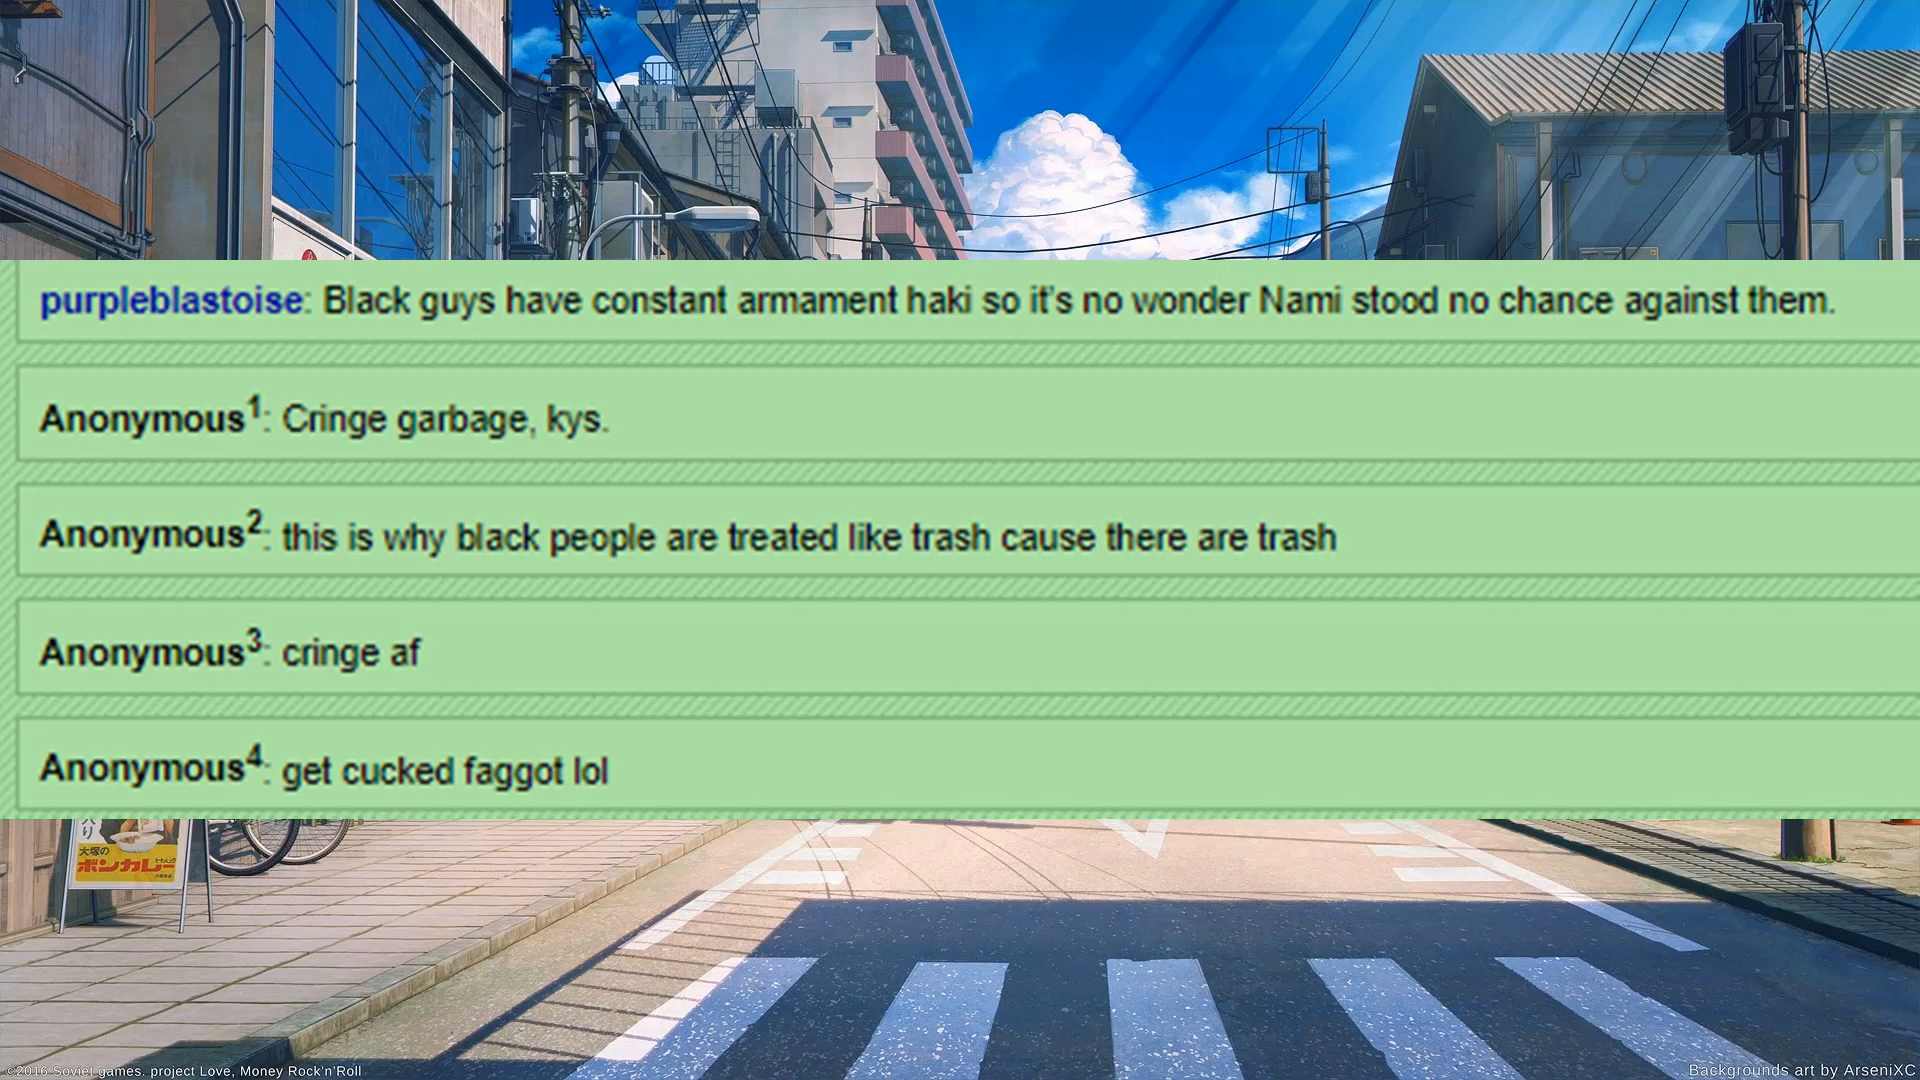 purpleblastoise: Black guys have constant armament haki so it's no wonder Nami stood no chance against them.
Anonymous1: Cringe garbage, kys.
Anonymous2: this is why black people are treated like trash cause there are trash
Anonymous3: cringe af
Anonymous4: get cucked faggot lol
大塚の
ボンカレー
©2016 Soviet games. project Love, Money Rock'n'Roll
Backgrounds art by ArseniXC